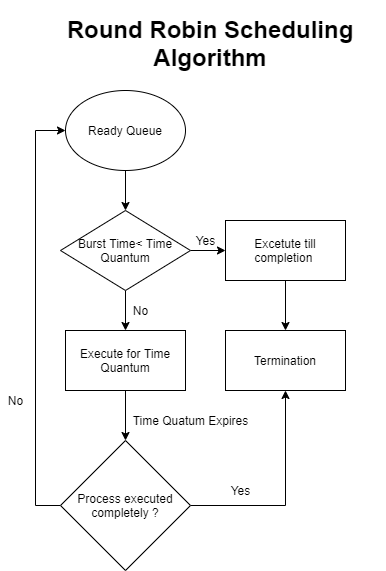 Round Robin Scheduling
Algorithm
Ready Queue
Burst Time< Time
Quantum
Yes
Excetute till
completion
No
Execute for Time
Quantum
Termination
No
Time Quatum Expires
Process executed
completely ?
Yes